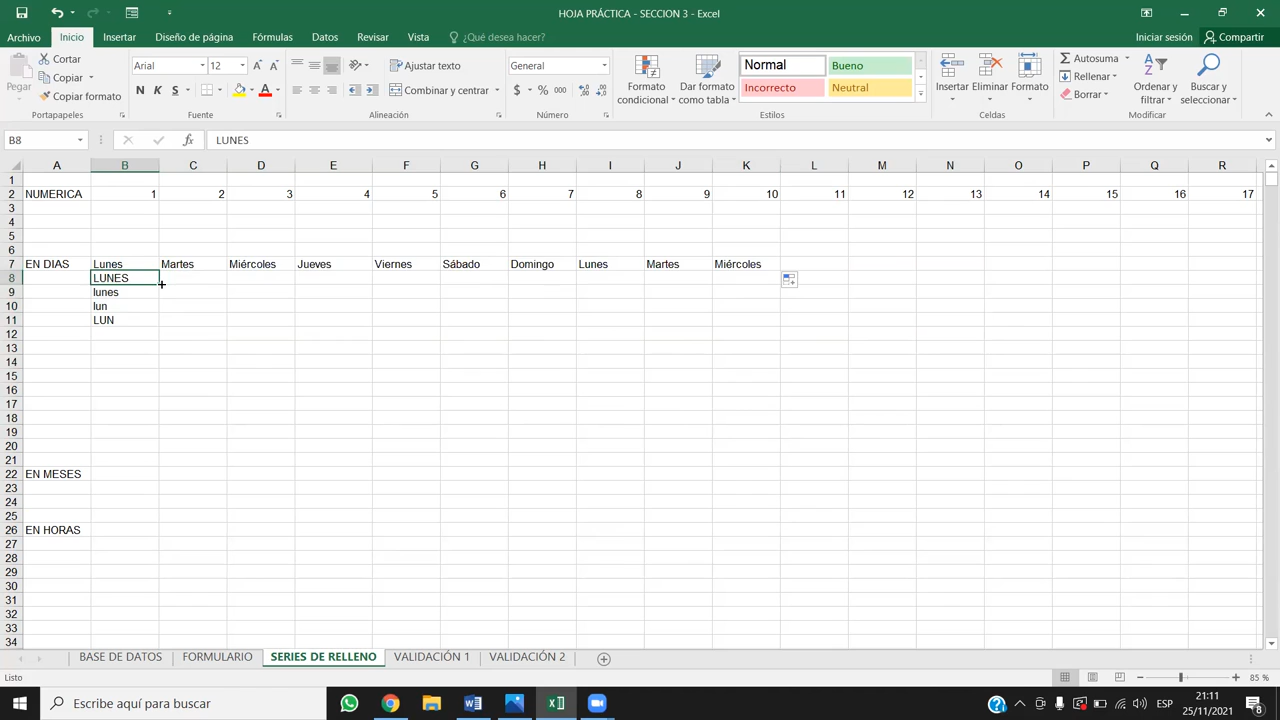 HOJA PRÁCTICA - SECCION 3 - Excel
Archivo Inicio Insertar Diseño de página Fórmulas Datos Revisar Vista ¿Qué desea hacer? Iniciar sesión Compartir
Pegar
Cortar
Copiar
Copiar formato
Portapapeles
Arial 12
N K S A
Fuente
Ajustar texto
Combinar y centrar
Alineación
General
$ % 000
Número
Formato condicional
Dar formato como tabla
Normal Bueno
Incorrecto Neutral
Estilos
Insertar Eliminar Formato
Celdas
Autosuma
Rellenar
Borrar
Ordenar y filtrar
Buscar y seleccionar
Modificar
B8 fx LUNES
A B C D E F G H I J K L M N O P Q R
1
2 NUMERICA 1 2 3 4 5 6 7 8 9 10 11 12 13 14 15 16 17
3
4
5
6
7 EN DIAS Lunes Martes Miércoles Jueves Viernes Sábado Domingo Lunes Martes Miércoles
8 LUNES
9 lunes
10 lun
11 LUN
12
13
14
15
16
17
18
19
20
21
22 EN MESES
23
24
25
26 EN HORAS
27
28
29
30
31
32
33
34
BASE DE DATOS FORMULARIO SERIES DE RELLENO VALIDACIÓN 1 VALIDACIÓN 2
Listo 85 %
Escribe aquí para buscar ESP 21:11
25/11/2021 8